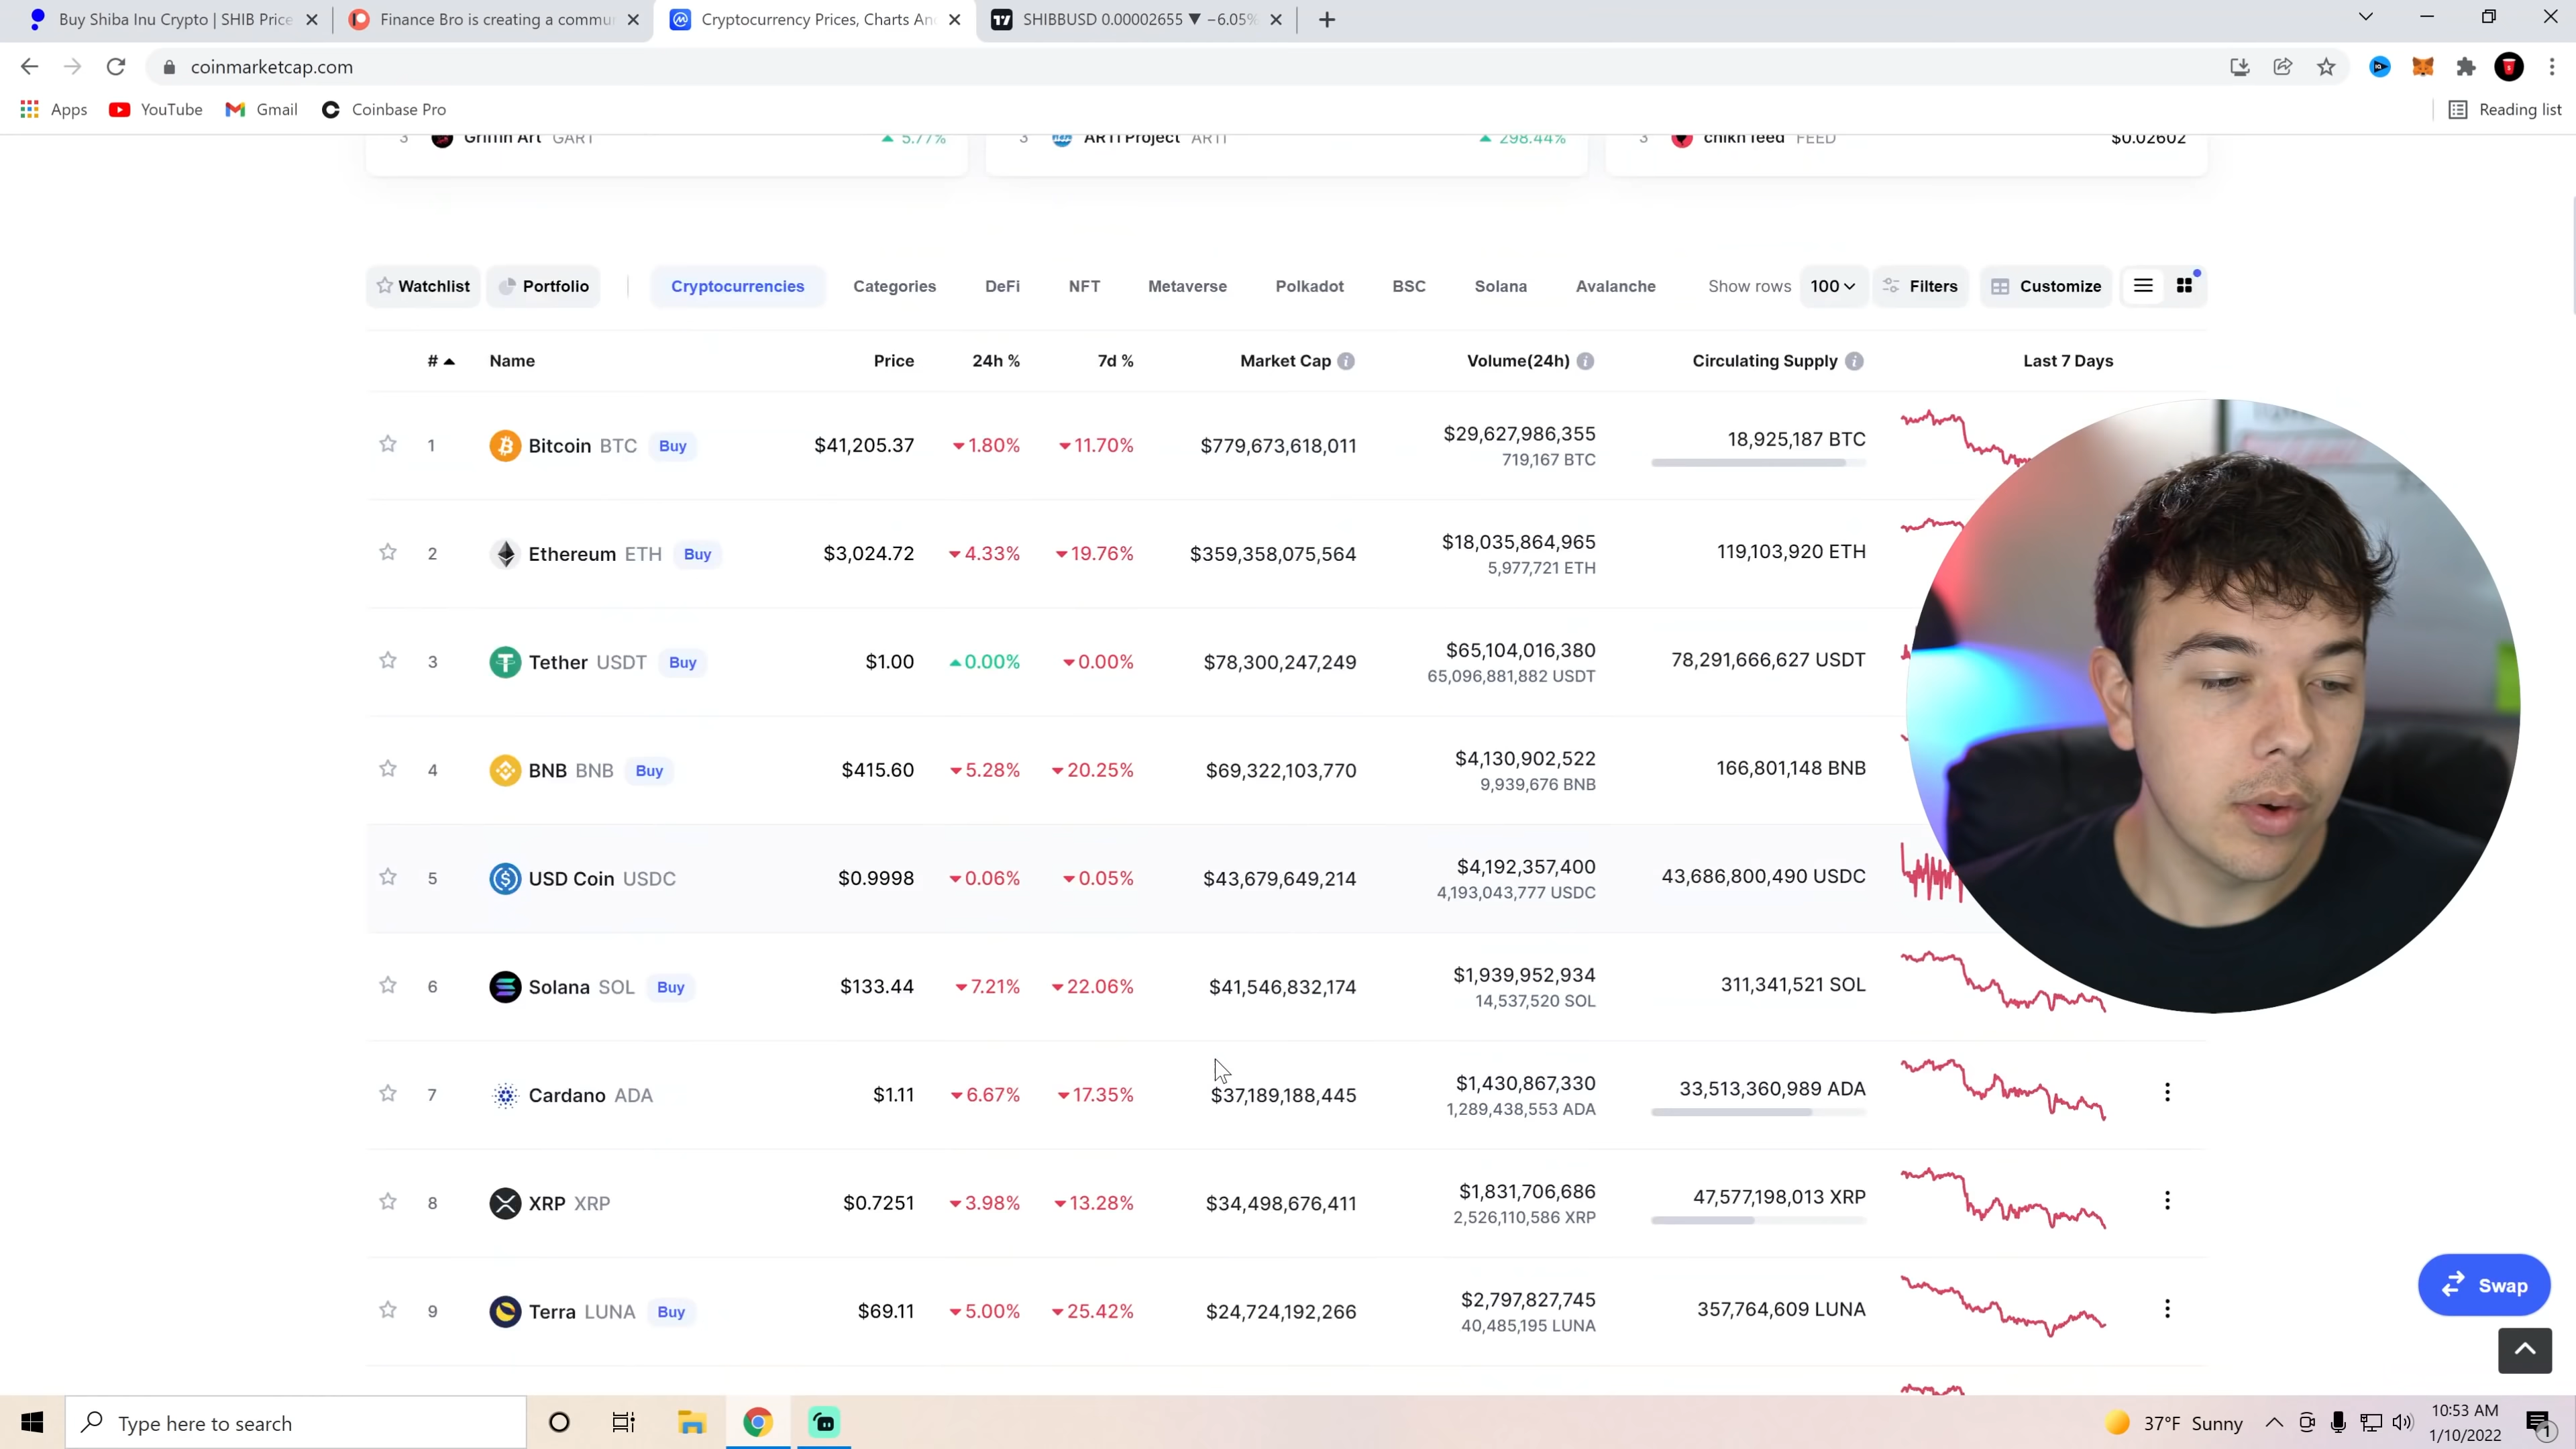 Buy Shiba Inu Crypto | SHIB Price
Finance Bro is creating a commu
Cryptocurrency Prices, Charts An
SHIBBUSD 0.00002655 ▼ −6.05%
coinmarketcap.com
Apps YouTube Gmail Coinbase Pro Reading list
3 Griffin Art GART ▲ 5.77% 3 ARTI Project ARTI ▲ 298.44% 3 chikn feed FEED $0.02602
Watchlist Portfolio Cryptocurrencies Categories DeFi NFT Metaverse Polkadot BSC Solana Avalanche Show rows 100 Filters Customize
# Name Price 24h % 7d % Market Cap Volume(24h) Circulating Supply Last 7 Days
1 Bitcoin BTC Buy $41,205.37 ▼1.80% ▼11.70% $779,673,618,011 $29,627,986,355 18,925,187 BTC
719,167 BTC
2 Ethereum ETH Buy $3,024.72 ▼4.33% ▼19.76% $359,358,075,564 $18,035,864,965 119,103,920 ETH
5,977,721 ETH
3 Tether USDT Buy $1.00 ▲0.00% ▼0.00% $78,300,247,249 $65,104,016,380 78,291,666,627 USDT
65,096,881,882 USDT
4 BNB BNB Buy $415.60 ▼5.28% ▼20.25% $69,322,103,770 $4,130,902,522 166,801,148 BNB
9,939,676 BNB
5 USD Coin USDC $0.9998 ▼0.06% ▼0.05% $43,679,649,214 $4,192,357,400 43,686,800,490 USDC
4,193,043,777 USDC
6 Solana SOL Buy $133.44 ▼7.21% ▼22.06% $41,546,832,174 $1,939,952,934 311,341,521 SOL
14,537,520 SOL
7 Cardano ADA $1.11 ▼6.67% ▼17.35% $37,189,188,445 $1,430,867,330 33,513,360,989 ADA
1,289,438,553 ADA
8 XRP XRP $0.7251 ▼3.98% ▼13.28% $34,498,676,411 $1,831,706,686 47,577,198,013 XRP
2,526,110,586 XRP
9 Terra LUNA Buy $69.11 ▼5.00% ▼25.42% $24,724,192,266 $2,797,827,745 357,764,609 LUNA
40,485,195 LUNA
Swap
Type here to search
37°F Sunny
10:53 AM
1/10/2022
1